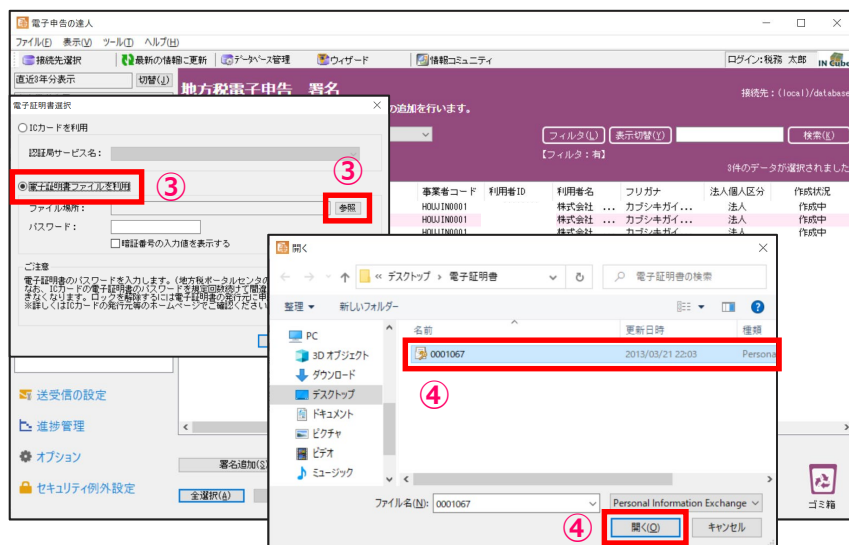 電子申告の達人
ファイル(F) 表示(V) ツール(T) ヘルプ(H)
接続先選択 最新の情報に更新 データベース管理 ウィザード 情報コミュニティ ログイン:税務 太郎 IN Cube
直近3年分表示 切替(J)
地方税電子申告 署名
接続先:(local)/database
の追加を行います。
フィルタ(L) 表示切替(Y) 検索(K)
【フィルタ:有】
3件のデータが選択されました
事業者コード 利用者ID 利用者名 フリガナ 法人個人区分 作成状況
HOUJIN0001 株式会社 ... カゴシキガイ... 法人 作成中
HOUJIN0001 株式会社 ... カゴシキガイ... 法人 作成中
HOUJIN0001 株式会社 ... カゴシキガイ... 法人 作成中
電子証明書選択
ICカードを利用
認証局サービス名:
電子証明書ファイルを利用
③
③
ファイル場所: 参照
パスワード:
暗証番号の入力値を表示する
ご注意
電子証明書のパスワードを入力します。(地方税ポータルセンタの
なお、ICカードの電子証明書のパスワードを規定回数続けて間違
きなくなります。ロックを解除するには電子証明書の発行元に申
※詳しくはICカードの発行元等のホームページでご確認ください
開く
« デスクトップ › 電子証明書
電子証明書の検索
整理 新しいフォルダー
PC
3D オブジェクト
ダウンロード
デスクトップ
ドキュメント
ピクチャ
ビデオ
ミュージック
名前 更新日時 種類
0001067 2013/03/21 22:03 Persona
④
ファイル名(N): 0001067 Personal Information Exchange
④
開く(O) キャンセル
送受信の設定
進捗管理
オプション
セキュリティ例外設定
署名追加(S)
全選択(A)
ゴミ箱